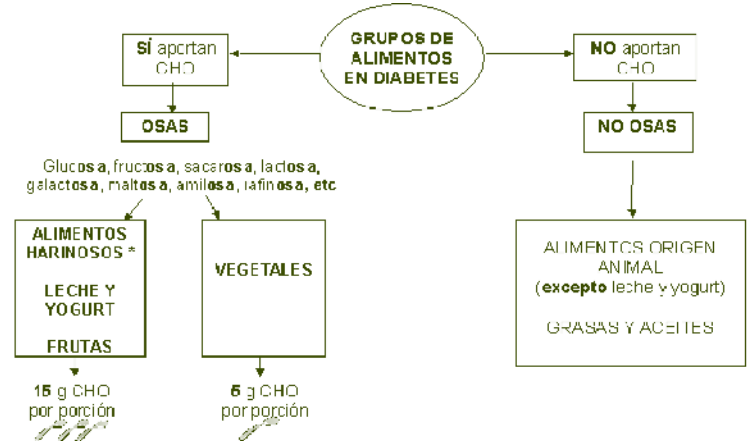 GRUPOS DE
ALIMENTOS
EN DIABETES
SÍ aportan
CHO
NO aportan
CHO
OSAS
NO OSAS
Glucosa, fructosa, sacarosa, lactosa,
galactosa, maltosa, amilosa, rafinosa, etc
ALIMENTOS
HARINOSOS *
LECHE Y
YOGURT
FRUTAS
VEGETALES
ALIMENTOS ORIGEN
ANIMAL
(excepto leche y yogurt)
GRASAS Y ACEITES
15 g CHO
por porción
5 g CHO
por porción